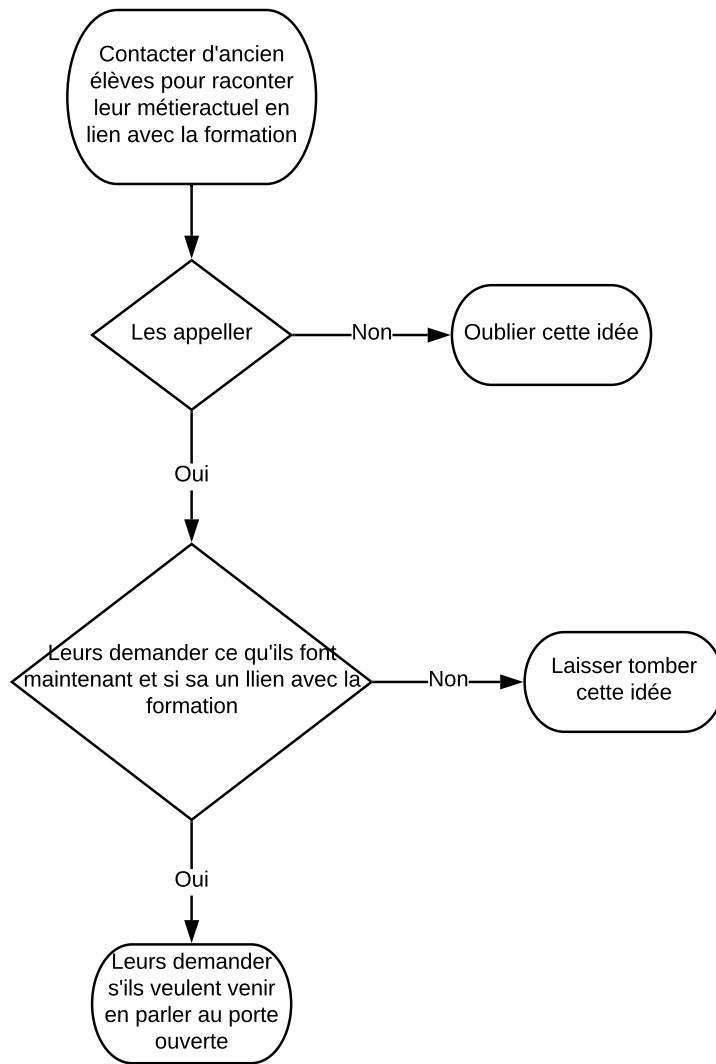 Contacter d'ancien
élèves pour raconter
leur métieractuel en
lien avec la formation
Les appeller
Non
Oublier cette idée
Oui
Leurs demander ce qu'ils font
maintenant et si sa un llien avec la
formation
Non
Laisser tomber
cette idée
Oui
Leurs demander
s'ils veulent venir
en parler au porte
ouverte